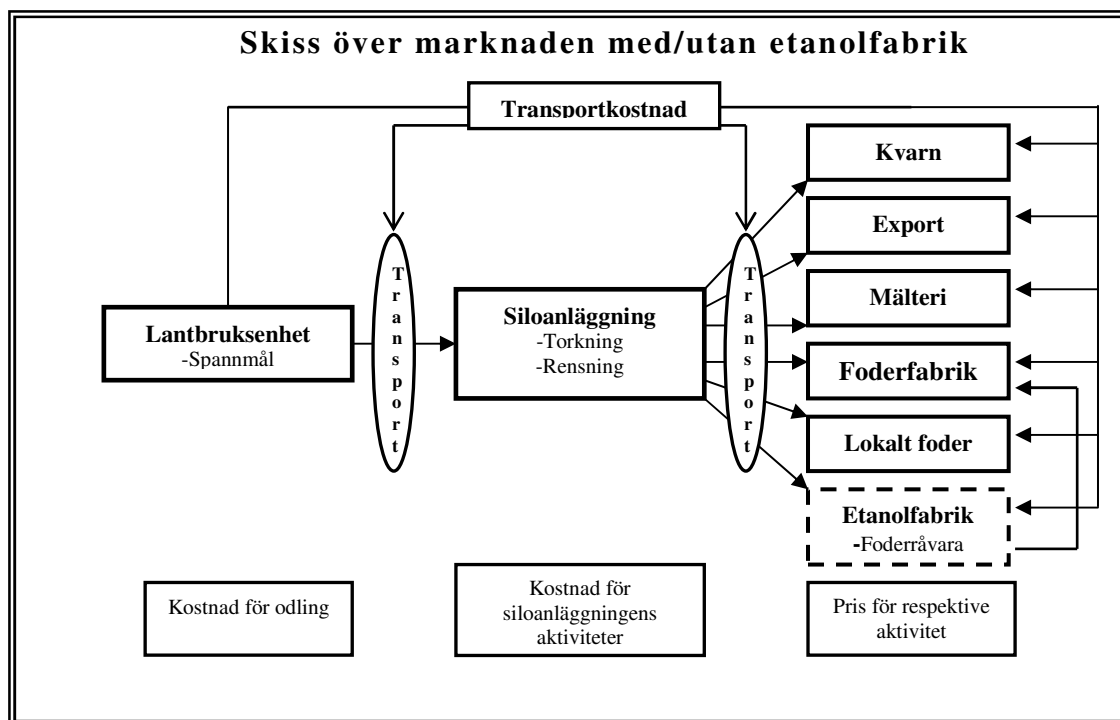 Skiss över marknaden med/utan etanolfabrik
Transportkostnad
Kvarn
Export
Mälteri
Foderfabrik
Lokalt foder
Etanolfabrik
-Foderråvara
Transport
Lantbruksenhet
-Spannmål
Siloanläggning
-Torkning
-Rensning
Transport
Kostnad för odling
Kostnad för
siloanläggningens
aktiviteter
Pris för respektive
aktivitet